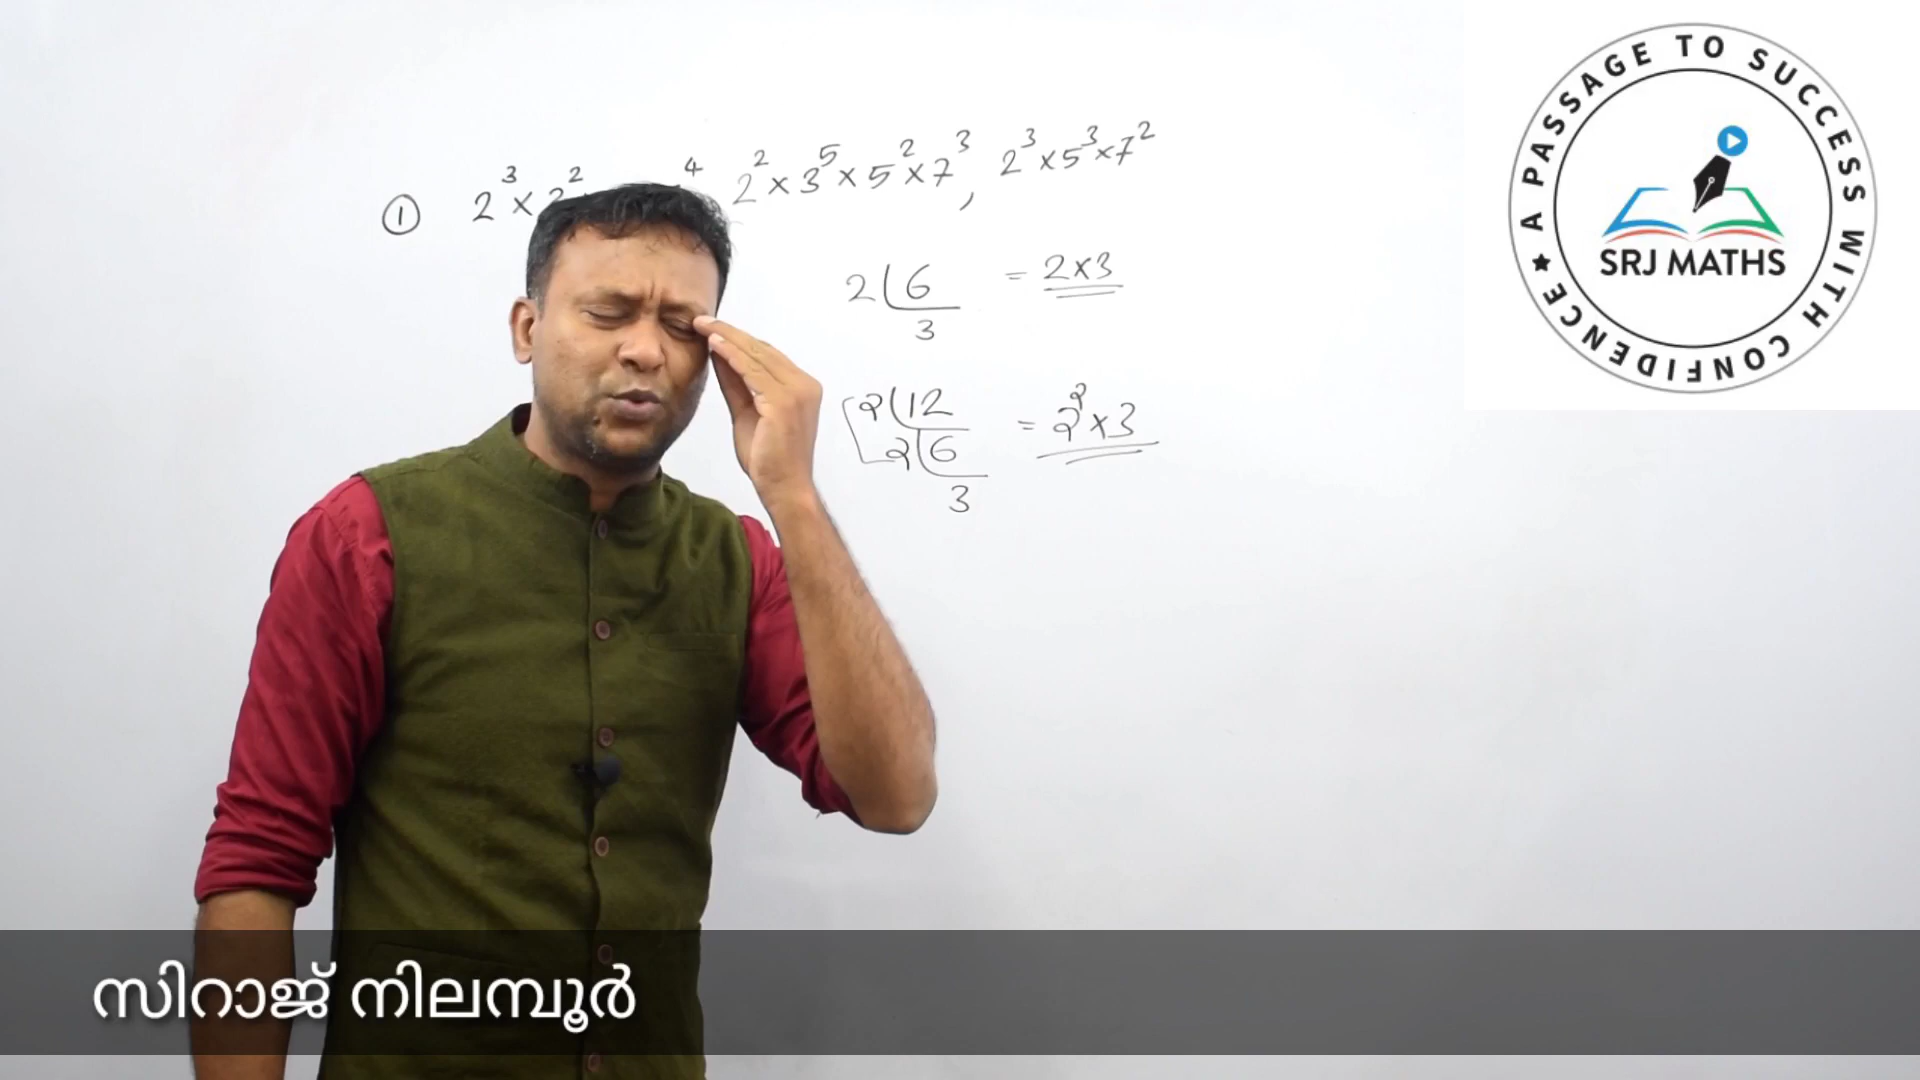 ① 2³ × 2² ⁴ 2² × 3⁵ × 5² × 7³ , 2³ × 5³ × 7²
2 6 = 2×3
3
2 12 = 2² × 3
2 6
3
A PASSAGE TO SUCCESS WITH CONFIDENCE ★
SRJ MATHS
സിറാജ് നിലമ്പൂർ